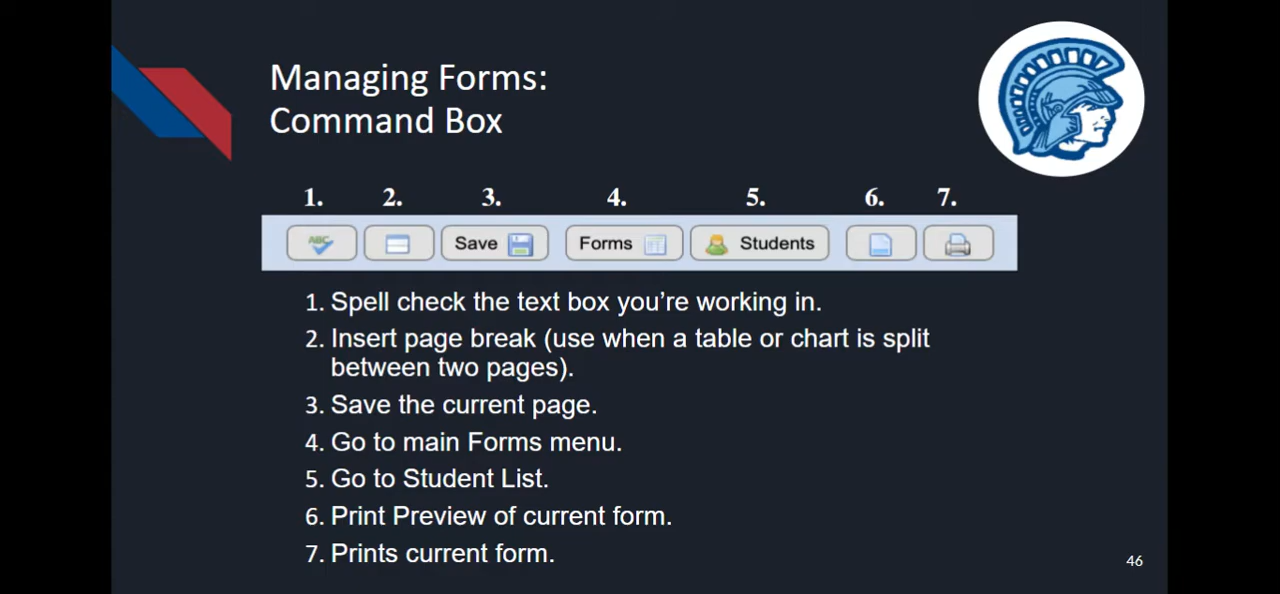 Managing Forms:
Command Box
1. 2. 3. 4. 5. 6. 7.
ABC Save Forms Students
1. Spell check the text box you’re working in.
2. Insert page break (use when a table or chart is split
between two pages).
3. Save the current page.
4. Go to main Forms menu.
5. Go to Student List.
6. Print Preview of current form.
7. Prints current form.
46